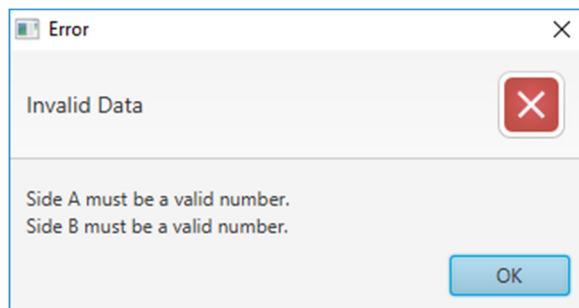 Error
Invalid Data
Side A must be a valid number.
Side B must be a valid number.
OK